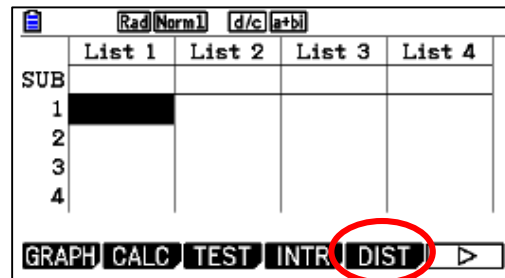 Rad Norm1 d/c a+bi
List 1 List 2 List 3 List 4
SUB
1
2
3
4
GRAPH CALC TEST INTR DIST ▷